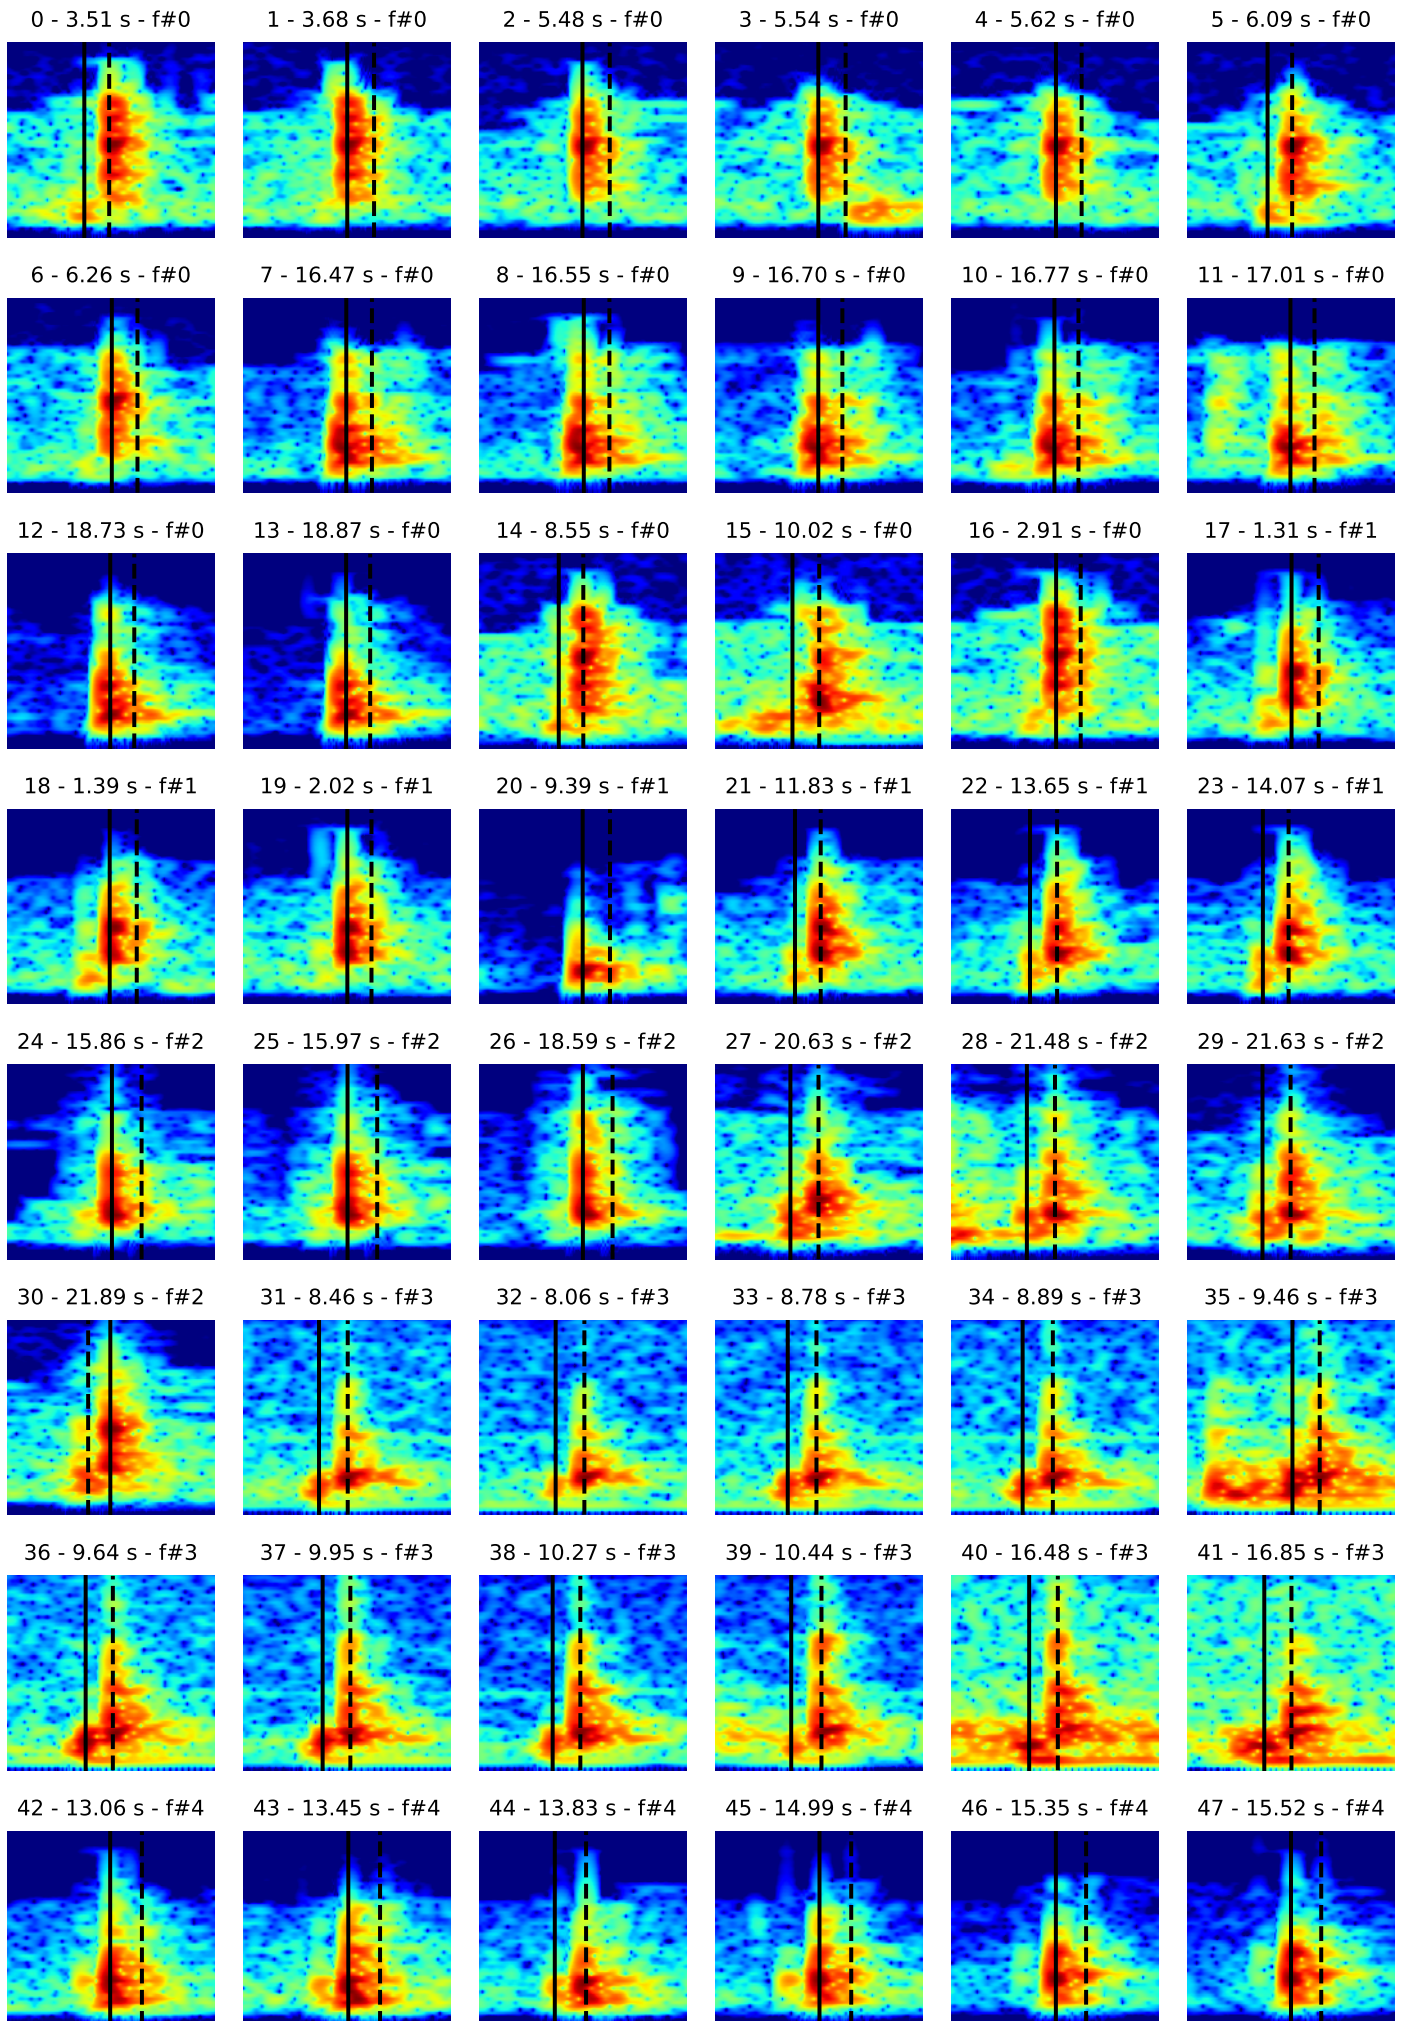 0 - 3.51 s - f#0 1 - 3.68 s - f#0 2 - 5.48 s - f#0 3 - 5.54 s - f#0 4 - 5.62 s - f#0 5 - 6.09 s - f#0
6 - 6.26 s - f#0 7 - 16.47 s - f#0 8 - 16.55 s - f#0 9 - 16.70 s - f#0 10 - 16.77 s - f#0 11 - 17.01 s - f#0
12 - 18.73 s - f#0 13 - 18.87 s - f#0 14 - 8.55 s - f#0 15 - 10.02 s - f#0 16 - 2.91 s - f#0 17 - 1.31 s - f#1
18 - 1.39 s - f#1 19 - 2.02 s - f#1 20 - 9.39 s - f#1 21 - 11.83 s - f#1 22 - 13.65 s - f#1 23 - 14.07 s - f#1
24 - 15.86 s - f#2 25 - 15.97 s - f#2 26 - 18.59 s - f#2 27 - 20.63 s - f#2 28 - 21.48 s - f#2 29 - 21.63 s - f#2
30 - 21.89 s - f#2 31 - 8.46 s - f#3 32 - 8.06 s - f#3 33 - 8.78 s - f#3 34 - 8.89 s - f#3 35 - 9.46 s - f#3
36 - 9.64 s - f#3 37 - 9.95 s - f#3 38 - 10.27 s - f#3 39 - 10.44 s - f#3 40 - 16.48 s - f#3 41 - 16.85 s - f#3
42 - 13.06 s - f#4 43 - 13.45 s - f#4 44 - 13.83 s - f#4 45 - 14.99 s - f#4 46 - 15.35 s - f#4 47 - 15.52 s - f#4